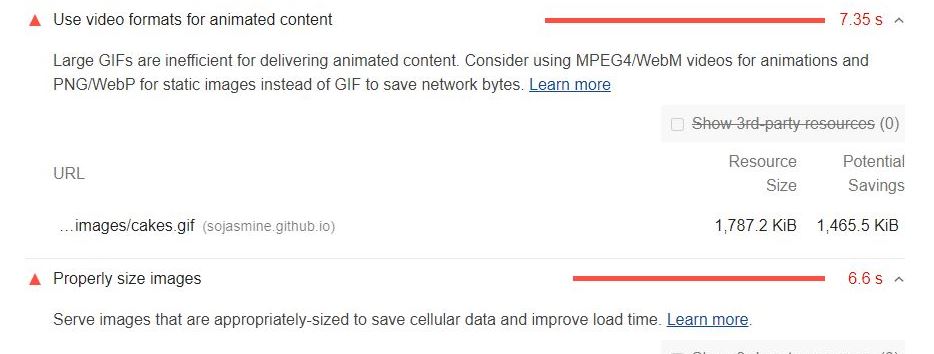 Use video formats for animated content 7.35 s
Large GIFs are inefficient for delivering animated content. Consider using MPEG4/WebM videos for animations and
PNG/WebP for static images instead of GIF to save network bytes. Learn more
Show 3rd-party resources (0)
URL Resource Size Potential Savings
...images/cakes.gif (sojasmine.github.io) 1,787.2 KiB 1,465.5 KiB
Properly size images 6.6 s
Serve images that are appropriately-sized to save cellular data and improve load time. Learn more.